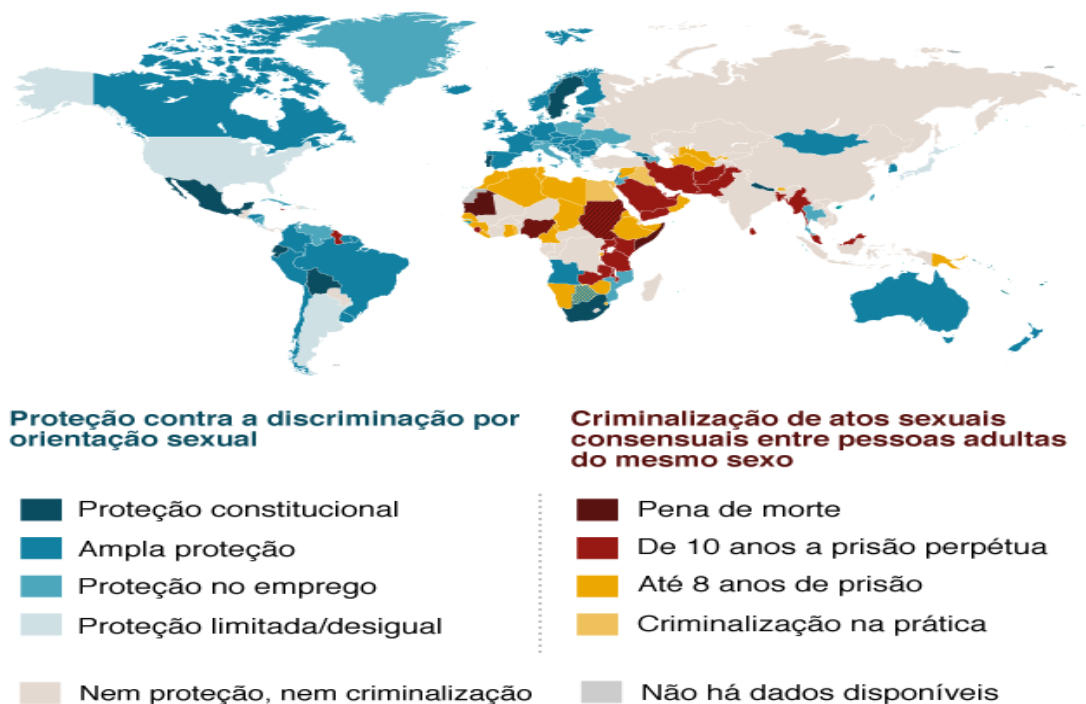 Proteção contra a discriminação por
orientação sexual
Proteção constitucional
Ampla proteção
Proteção no emprego
Proteção limitada/desigual
Nem proteção, nem criminalização
Criminalização de atos sexuais
consensuais entre pessoas adultas
do mesmo sexo
Pena de morte
De 10 anos a prisão perpétua
Até 8 anos de prisão
Criminalização na prática
Não há dados disponíveis